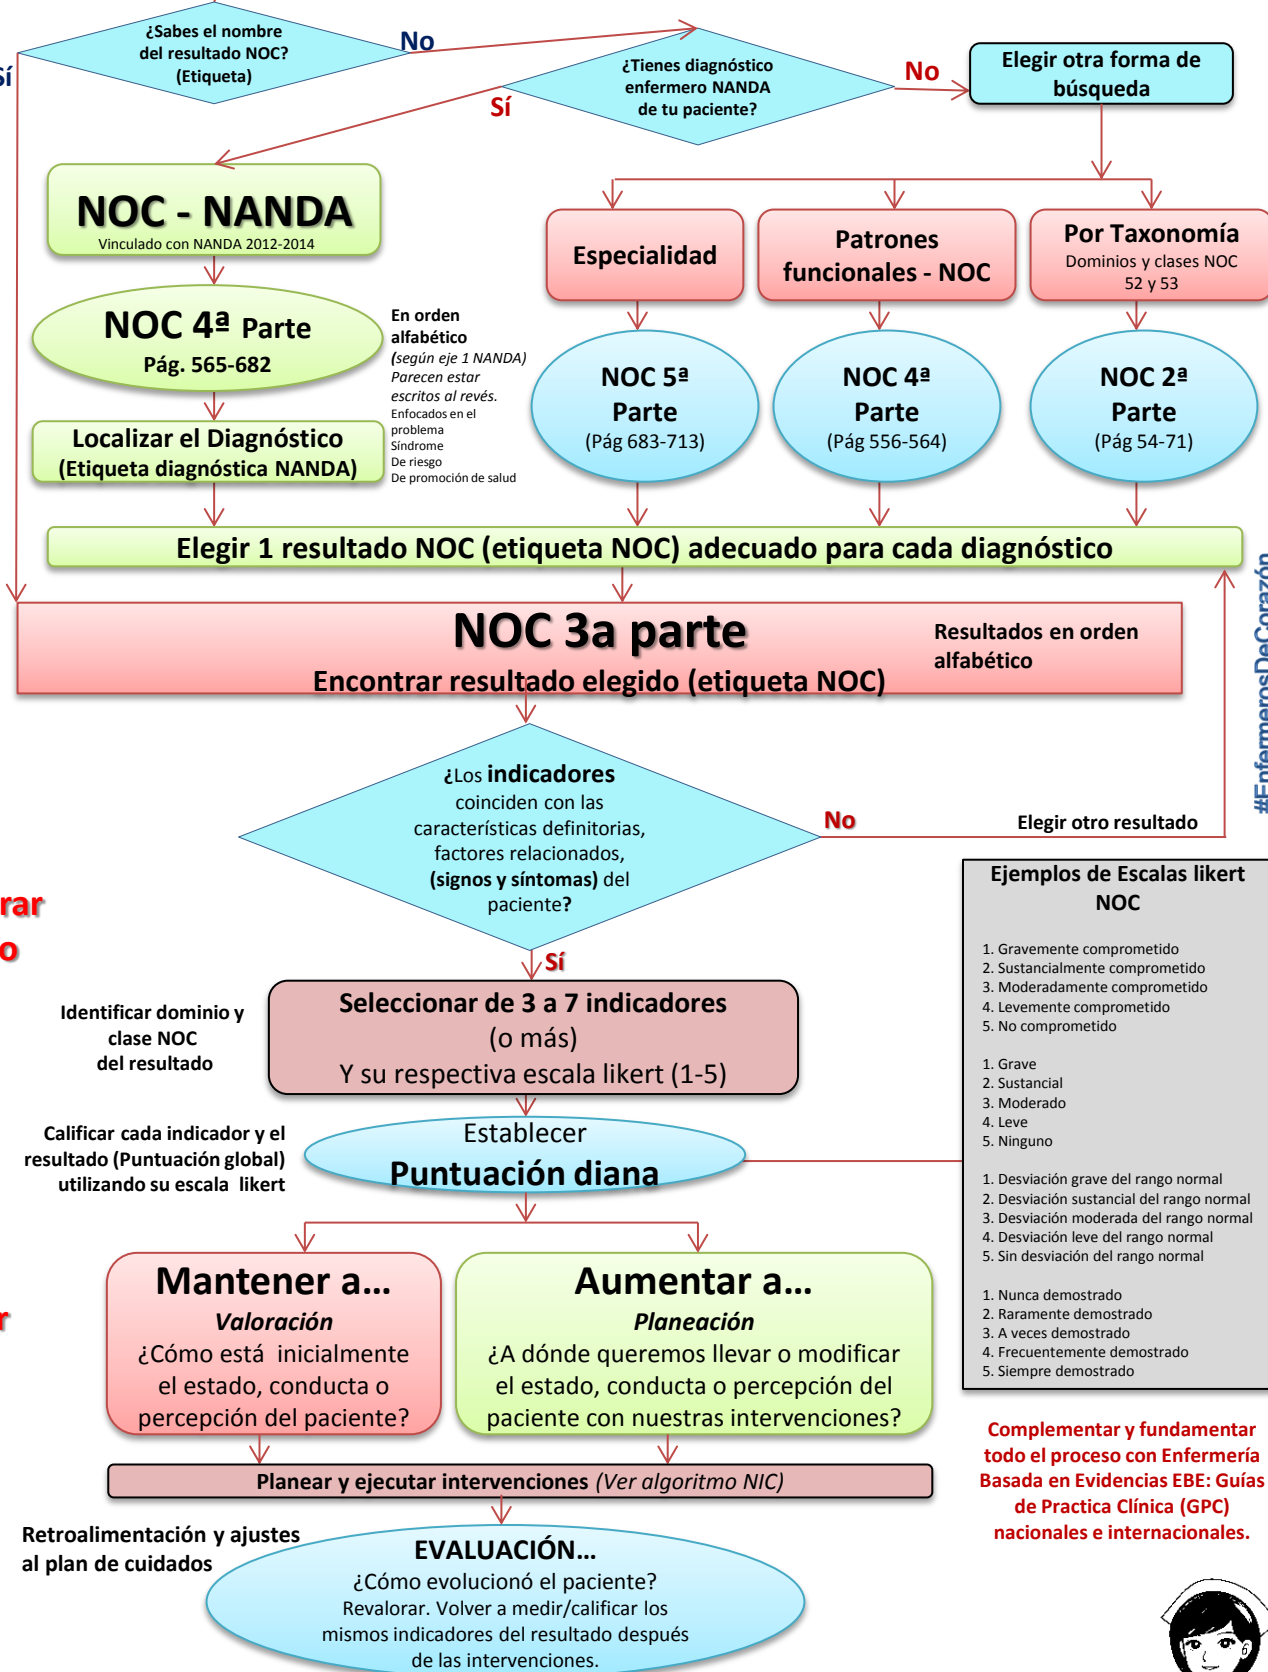 ¿Sabes el nombre
del resultado NOC?
(Etiqueta)
Sí
No
¿Tienes diagnóstico
enfermero NANDA
de tu paciente?
Sí
No
Elegir otra forma de
búsqueda
NOC - NANDA
Vinculado con NANDA 2012-2014
Especialidad
Patrones
funcionales - NOC
Por Taxonomía
Dominios y clases NOC
52 y 53
NOC 4ª Parte
Pág. 565-682
En orden
alfabético
(según eje 1 NANDA)
Parecen estar
escritos al revés.
Enfocados en el
problema
Síndrome
De riesgo
De promoción de salud
NOC 5ª
Parte
(Pág 683-713)
NOC 4ª
Parte
(Pág 556-564)
NOC 2ª
Parte
(Pág 54-71)
Localizar el Diagnóstico
(Etiqueta diagnóstica NANDA)
Elegir 1 resultado NOC (etiqueta NOC) adecuado para cada diagnóstico
NOC 3a parte
Encontrar resultado elegido (etiqueta NOC)
Resultados en orden
alfabético
#EnfermerosDeCorazón
¿Los indicadores
coinciden con las
características definitorias,
factores relacionados,
(signos y síntomas) del
paciente?
No
Elegir otro resultado
Sí
rar
o
Identificar dominio y
clase NOC
del resultado
Seleccionar de 3 a 7 indicadores
(o más)
Y su respectiva escala likert (1-5)
Calificar cada indicador y el
resultado (Puntuación global)
utilizando su escala likert
Establecer
Puntuación diana
Ejemplos de Escalas likert
NOC
1. Gravemente comprometido
2. Sustancialmente comprometido
3. Moderadamente comprometido
4. Levemente comprometido
5. No comprometido
1. Grave
2. Sustancial
3. Moderado
4. Leve
5. Ninguno
1. Desviación grave del rango normal
2. Desviación sustancial del rango normal
3. Desviación moderada del rango normal
4. Desviación leve del rango normal
5. Sin desviación del rango normal
1. Nunca demostrado
2. Raramente demostrado
3. A veces demostrado
4. Frecuentemente demostrado
5. Siempre demostrado
r
Mantener a...
Valoración
¿Cómo está inicialmente
el estado, conducta o
percepción del paciente?
Aumentar a...
Planeación
¿A dónde queremos llevar o modificar
el estado, conducta o percepción del
paciente con nuestras intervenciones?
Planear y ejecutar intervenciones (Ver algoritmo NIC)
Complementar y fundamentar
todo el proceso con Enfermería
Basada en Evidencias EBE: Guías
de Practica Clínica (GPC)
nacionales e internacionales.
Retroalimentación y ajustes
al plan de cuidados
EVALUACIÓN...
¿Cómo evolucionó el paciente?
Revalorar. Volver a medir/calificar los
mismos indicadores del resultado después
de las intervenciones.